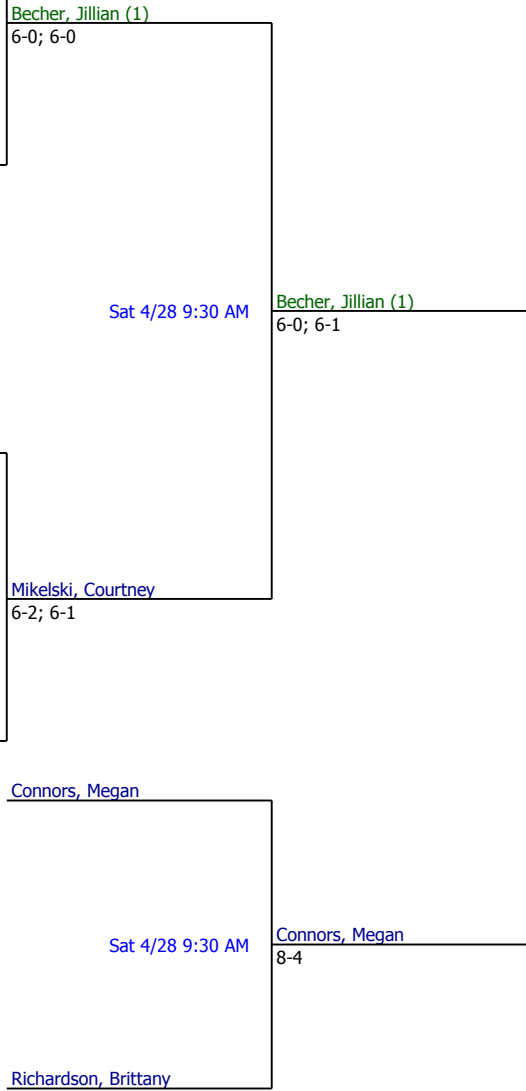 Becher, Jillian (1)
6-0; 6-0
Sat 4/28 9:30 AM
Becher, Jillian (1)
6-0; 6-1
Mikelski, Courtney
6-2; 6-1
Connors, Megan
Sat 4/28 9:30 AM
Connors, Megan
8-4
Richardson, Brittany